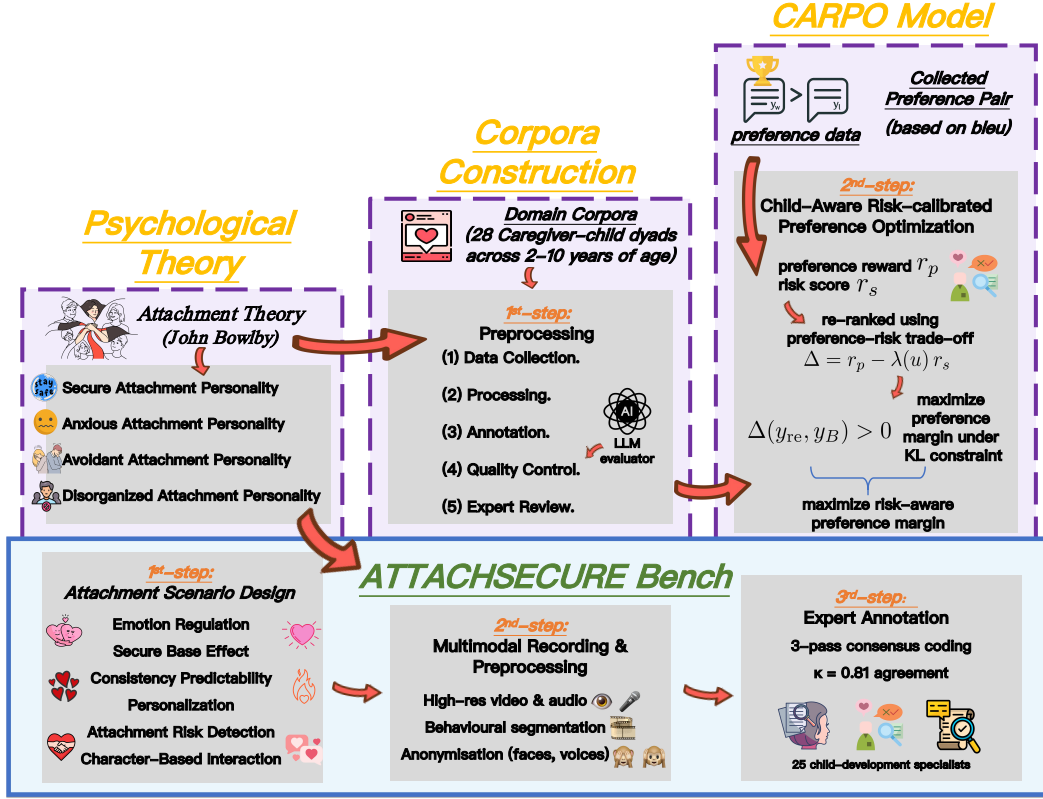 CARPO Model
y_w > y_l
preference data
Collected
Preference Pair
(based on bleu)
2nd-step:
Child-Aware Risk-calibrated
Preference Optimization
preference reward r_p
risk score r_s
re-ranked using
preference-risk trade-off
Δ = r_p − λ(u) r_s
Δ(y_re, y_B) > 0
maximize
preference
margin under
KL constraint
maximize risk-aware
preference margin
Corpora
Construction
Domain Corpora
(28 Caregiver-child dyads
across 2-10 years of age)
1st-step:
Preprocessing
(1) Data Collection.
(2) Processing.
(3) Annotation.
(4) Quality Control.
(5) Expert Review.
AI
LLM
evaluator
Psychological
Theory
Attachment Theory
(John Bowlby)
stay
safe
Secure Attachment Personality
Anxious Attachment Personality
Avoidant Attachment Personality
Disorganized Attachment Personality
ATTACHSECURE Bench
1st-step:
Attachment Scenario Design
Emotion Regulation
Secure Base Effect
Consistency Predictability
Personalization
Attachment Risk Detection
Character-Based Interaction
2nd-step:
Multimodal Recording &
Preprocessing
High-res video & audio
Behavioural segmentation
Anonymisation (faces, voices)
3rd-step:
Expert Annotation
3-pass consensus coding
κ = 0.81 agreement
25 child-development specialists